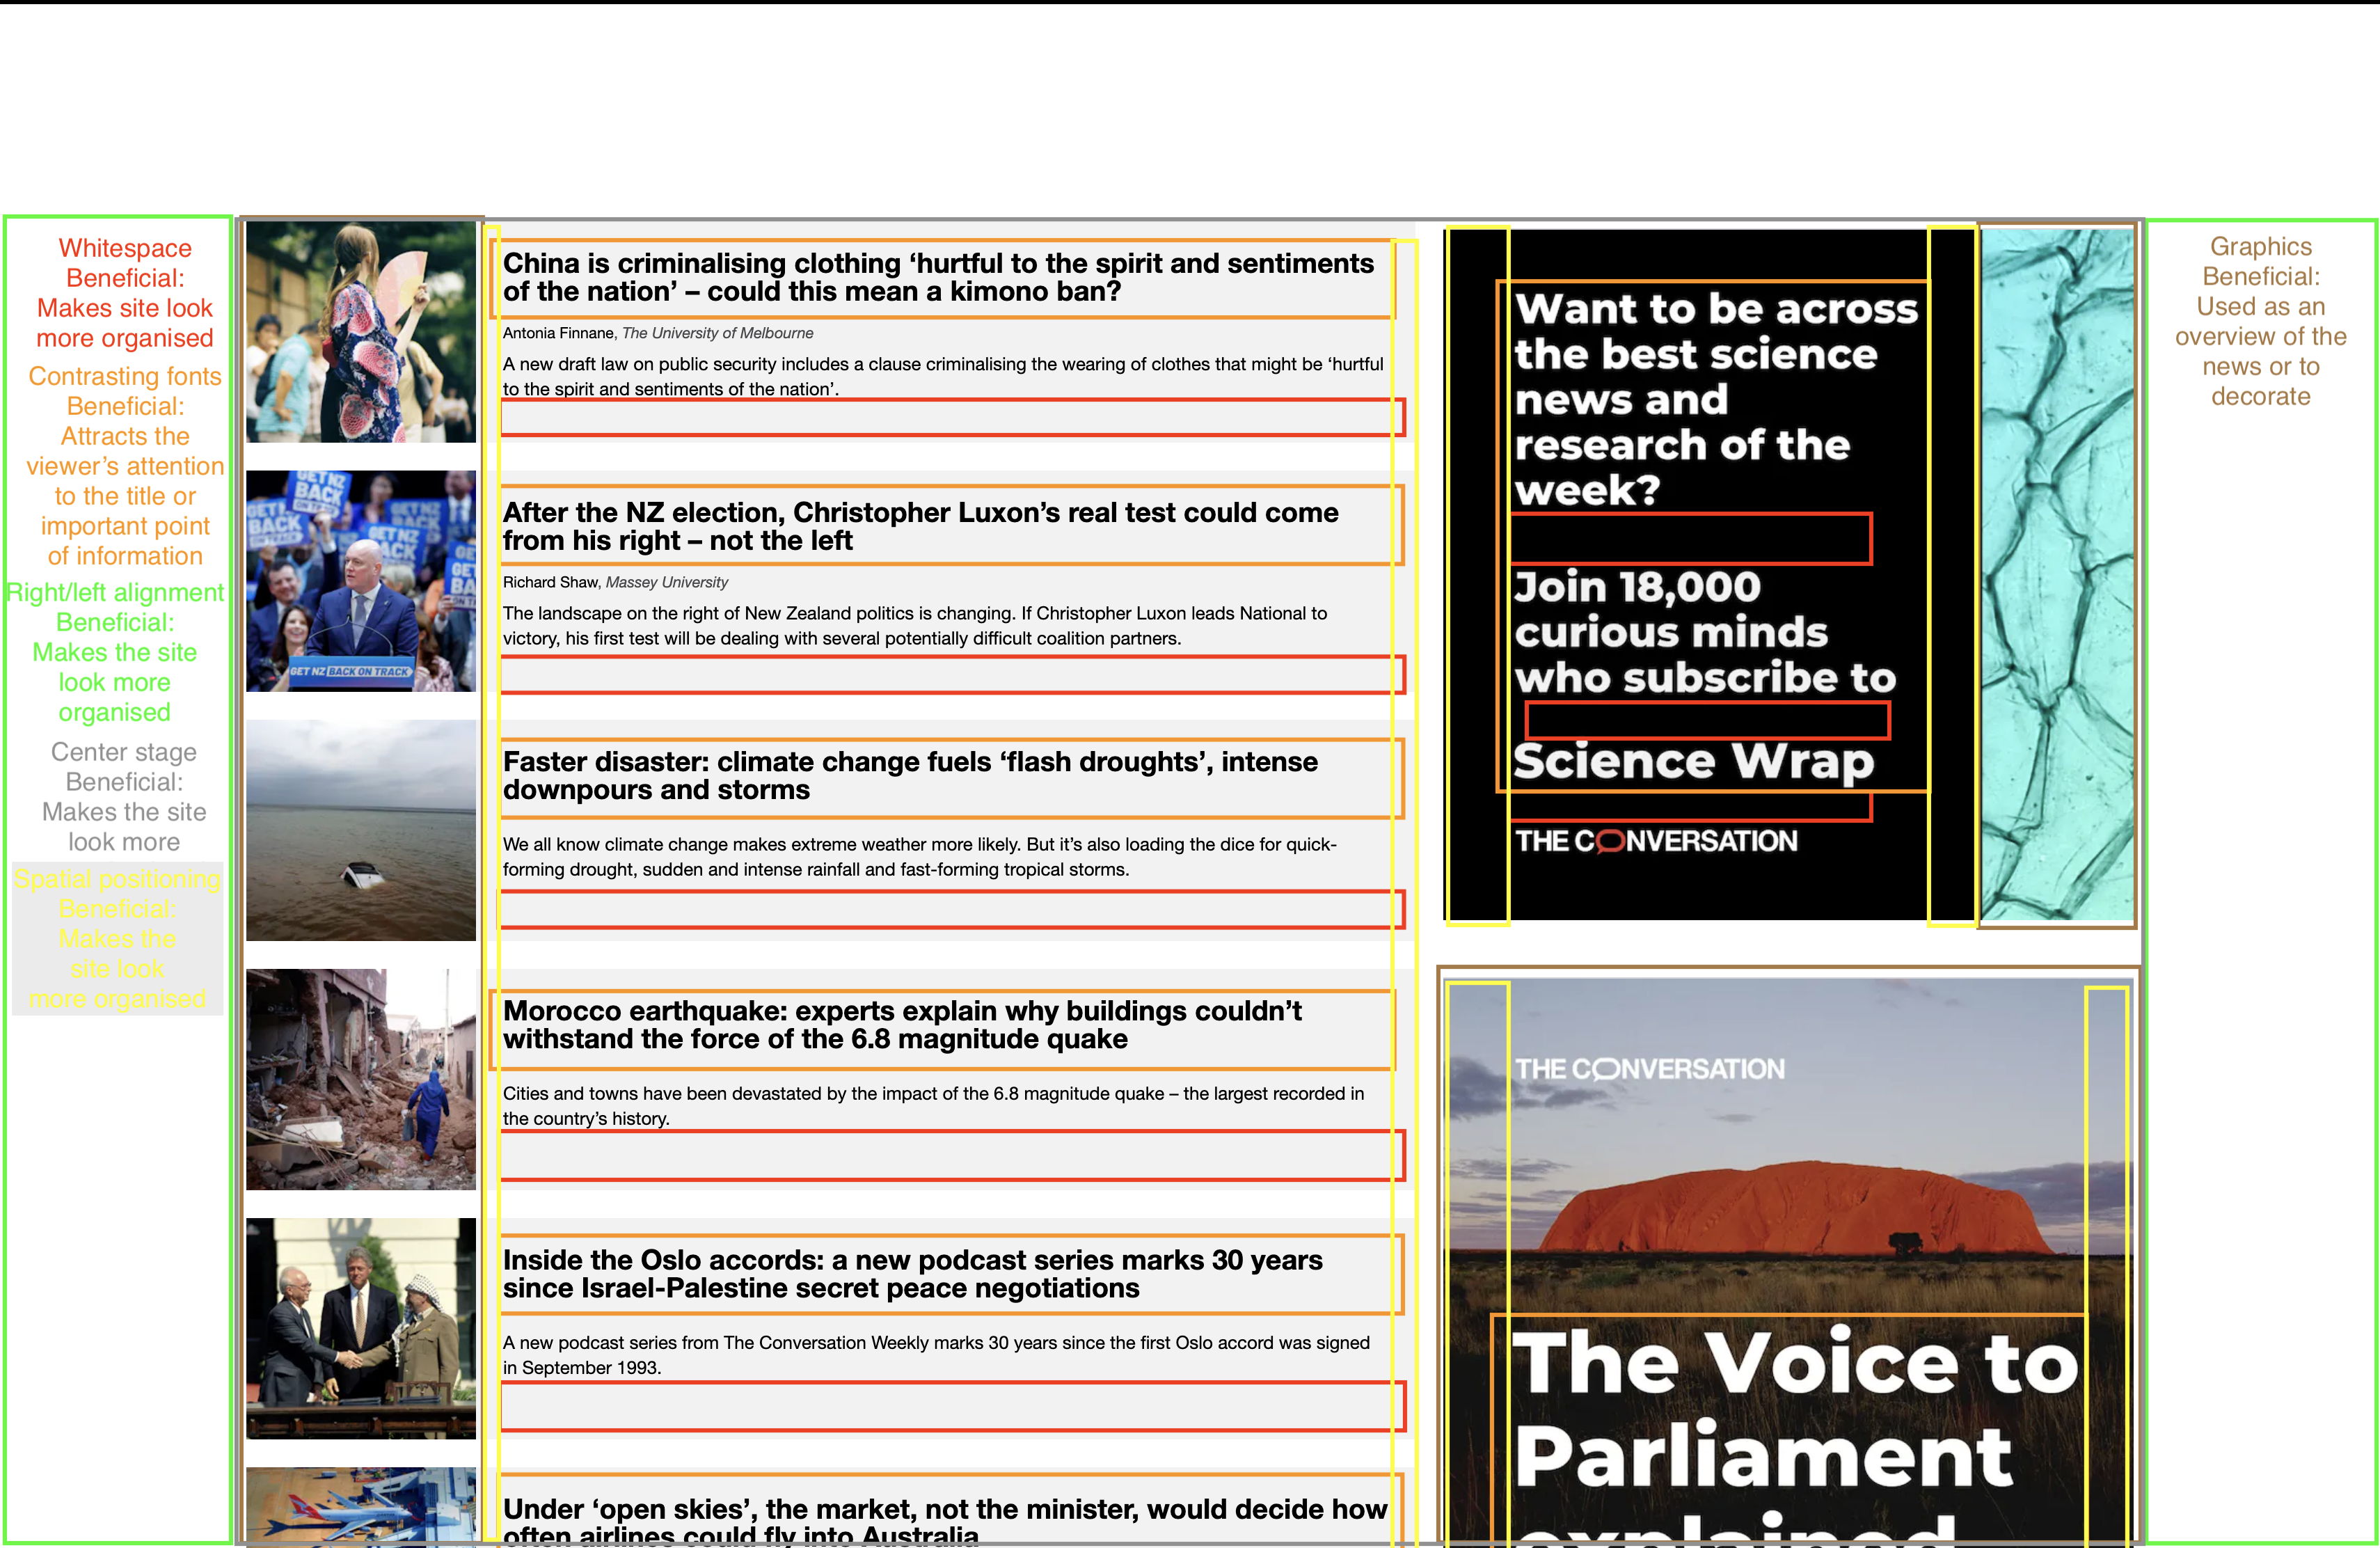 Whitespace
Beneficial:
Makes site look
more organised
Contrasting fonts
Beneficial:
Attracts the
viewer's attention
to the title or
important point
of information
Right/left alignment
Beneficial:
Makes the site
look more
organised
Center stage
Beneficial:
Makes the site
look more
Spatial positioning
Beneficial:
Makes the
site look
more organised
GET NZ
BACK
GET NZ BACK ON TRACK
China is criminalising clothing ‘hurtful to the spirit and sentiments
of the nation’ – could this mean a kimono ban?
Antonia Finnane, The University of Melbourne
A new draft law on public security includes a clause criminalising the wearing of clothes that might be ‘hurtful
to the spirit and sentiments of the nation’.
After the NZ election, Christopher Luxon’s real test could come
from his right – not the left
Richard Shaw, Massey University
The landscape on the right of New Zealand politics is changing. If Christopher Luxon leads National to
victory, his first test will be dealing with several potentially difficult coalition partners.
Faster disaster: climate change fuels ‘flash droughts’, intense
downpours and storms
We all know climate change makes extreme weather more likely. But it’s also loading the dice for quick-
forming drought, sudden and intense rainfall and fast-forming tropical storms.
Morocco earthquake: experts explain why buildings couldn’t
withstand the force of the 6.8 magnitude quake
Cities and towns have been devastated by the impact of the 6.8 magnitude quake – the largest recorded in
the country’s history.
Inside the Oslo accords: a new podcast series marks 30 years
since Israel-Palestine secret peace negotiations
A new podcast series from The Conversation Weekly marks 30 years since the first Oslo accord was signed
in September 1993.
Under ‘open skies’, the market, not the minister, would decide how
often airlines could fly into Australia
Want to be across
the best science
news and
research of the
week?
Join 18,000
curious minds
who subscribe to
Science Wrap
THE CONVERSATION
THE CONVERSATION
The Voice to
Parliament
explained
Graphics
Beneficial:
Used as an
overview of the
news or to
decorate